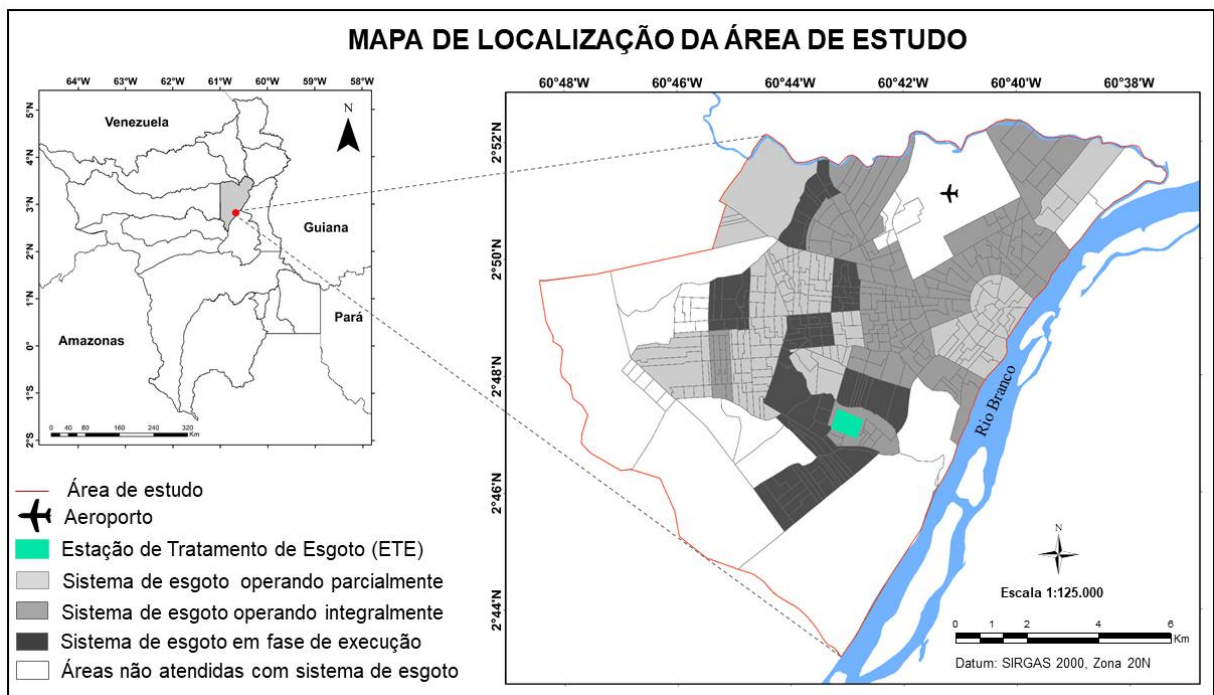 MAPA DE LOCALIZAÇÃO DA ÁREA DE ESTUDO
64°W 63°W 62°W 61°W 60°W 59°W 58°W
5°N
4°N
3°N
2°N
1°N
0°
1°S
2°S
N
Venezuela
Guiana
Amazonas
Pará
0 40 80 160 240 320
Km
60°48'W 60°46'W 60°44'W 60°42'W 60°40'W 60°38'W
2°52'N
2°50'N
2°48'N
2°46'N
2°44'N
Rio Branco
N
Escala 1:125.000
0 1 2 4 6
Km
Datum: SIRGAS 2000, Zona 20N
Área de estudo
Aeroporto
Estação de Tratamento de Esgoto (ETE)
Sistema de esgoto operando parcialmente
Sistema de esgoto operando integralmente
Sistema de esgoto em fase de execução
Áreas não atendidas com sistema de esgoto